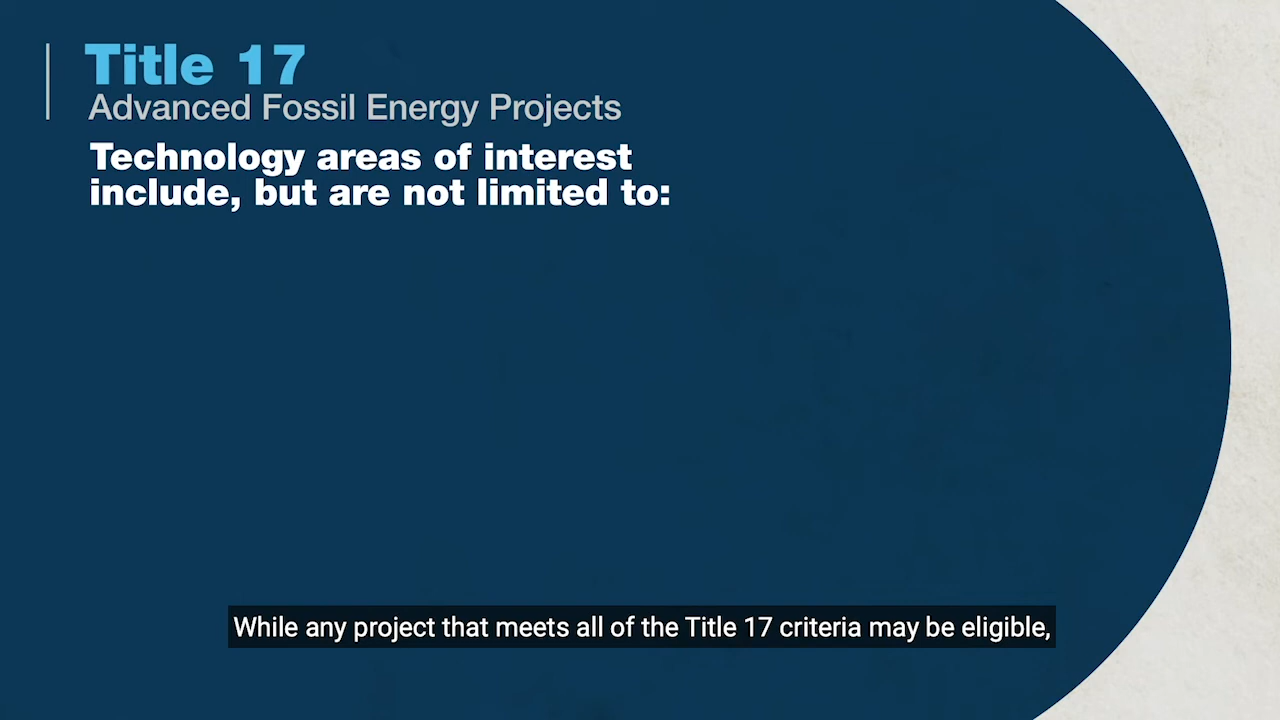 Title 17
Advanced Fossil Energy Projects
Technology areas of interest
include, but are not limited to:
While any project that meets all of the Title 17 criteria may be eligible,